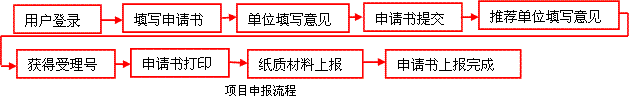 用户登录
填写申请书
单位填写意见
申请书提交
推荐单位填写意见
获得受理号
申请书打印
纸质材料上报
申请书上报完成
项目申报流程